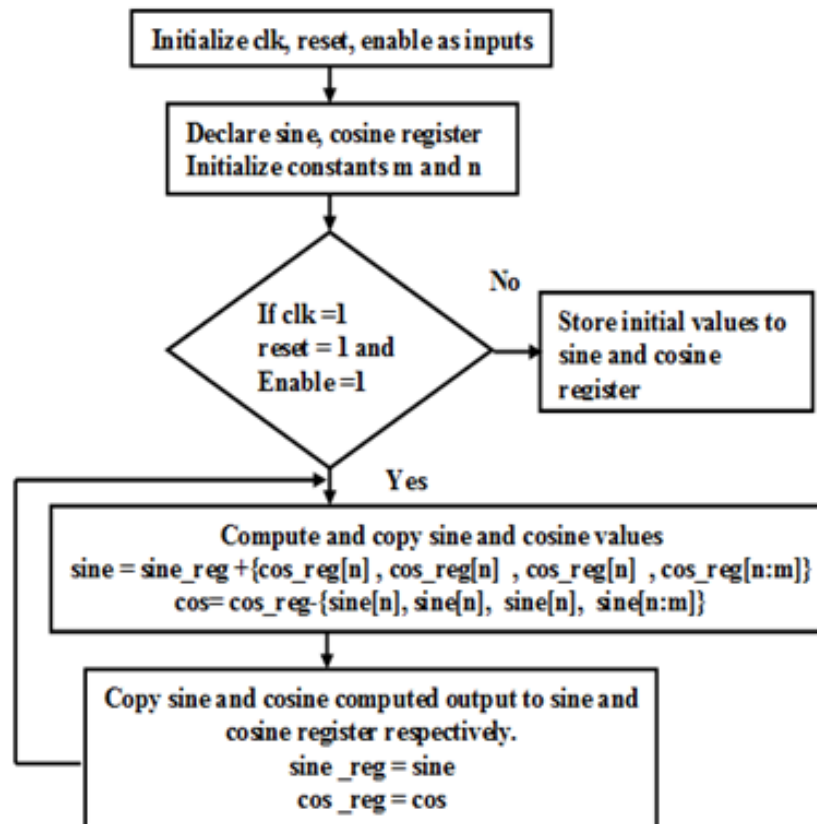 Initialize clk, reset, enable as inputs
Declare sine, cosine register
Initialize constants m and n
If clk =1
reset = 1 and
Enable =1
No
Store initial values to
sine and cosine
register
Yes
Compute and copy sine and cosine values
sine = sine_reg +{cos_reg[n] , cos_reg[n] , cos_reg[n] , cos_reg[n:m]}
cos= cos_reg-{sine[n], sine[n], sine[n], sine[n:m]}
Copy sine and cosine computed output to sine and
cosine register respectively.
sine _reg = sine
cos _reg = cos